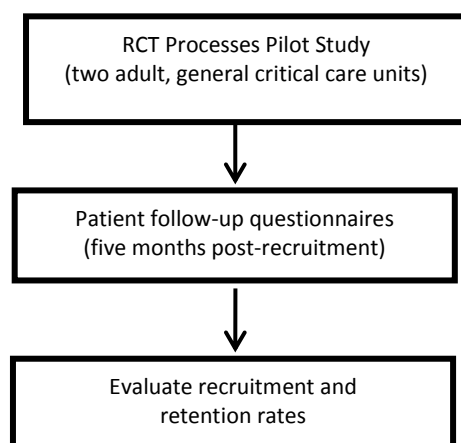 RCT Processes Pilot Study
(two adult, general critical care units)
Patient follow-up questionnaires
(five months post-recruitment)
Evaluate recruitment and
retention rates